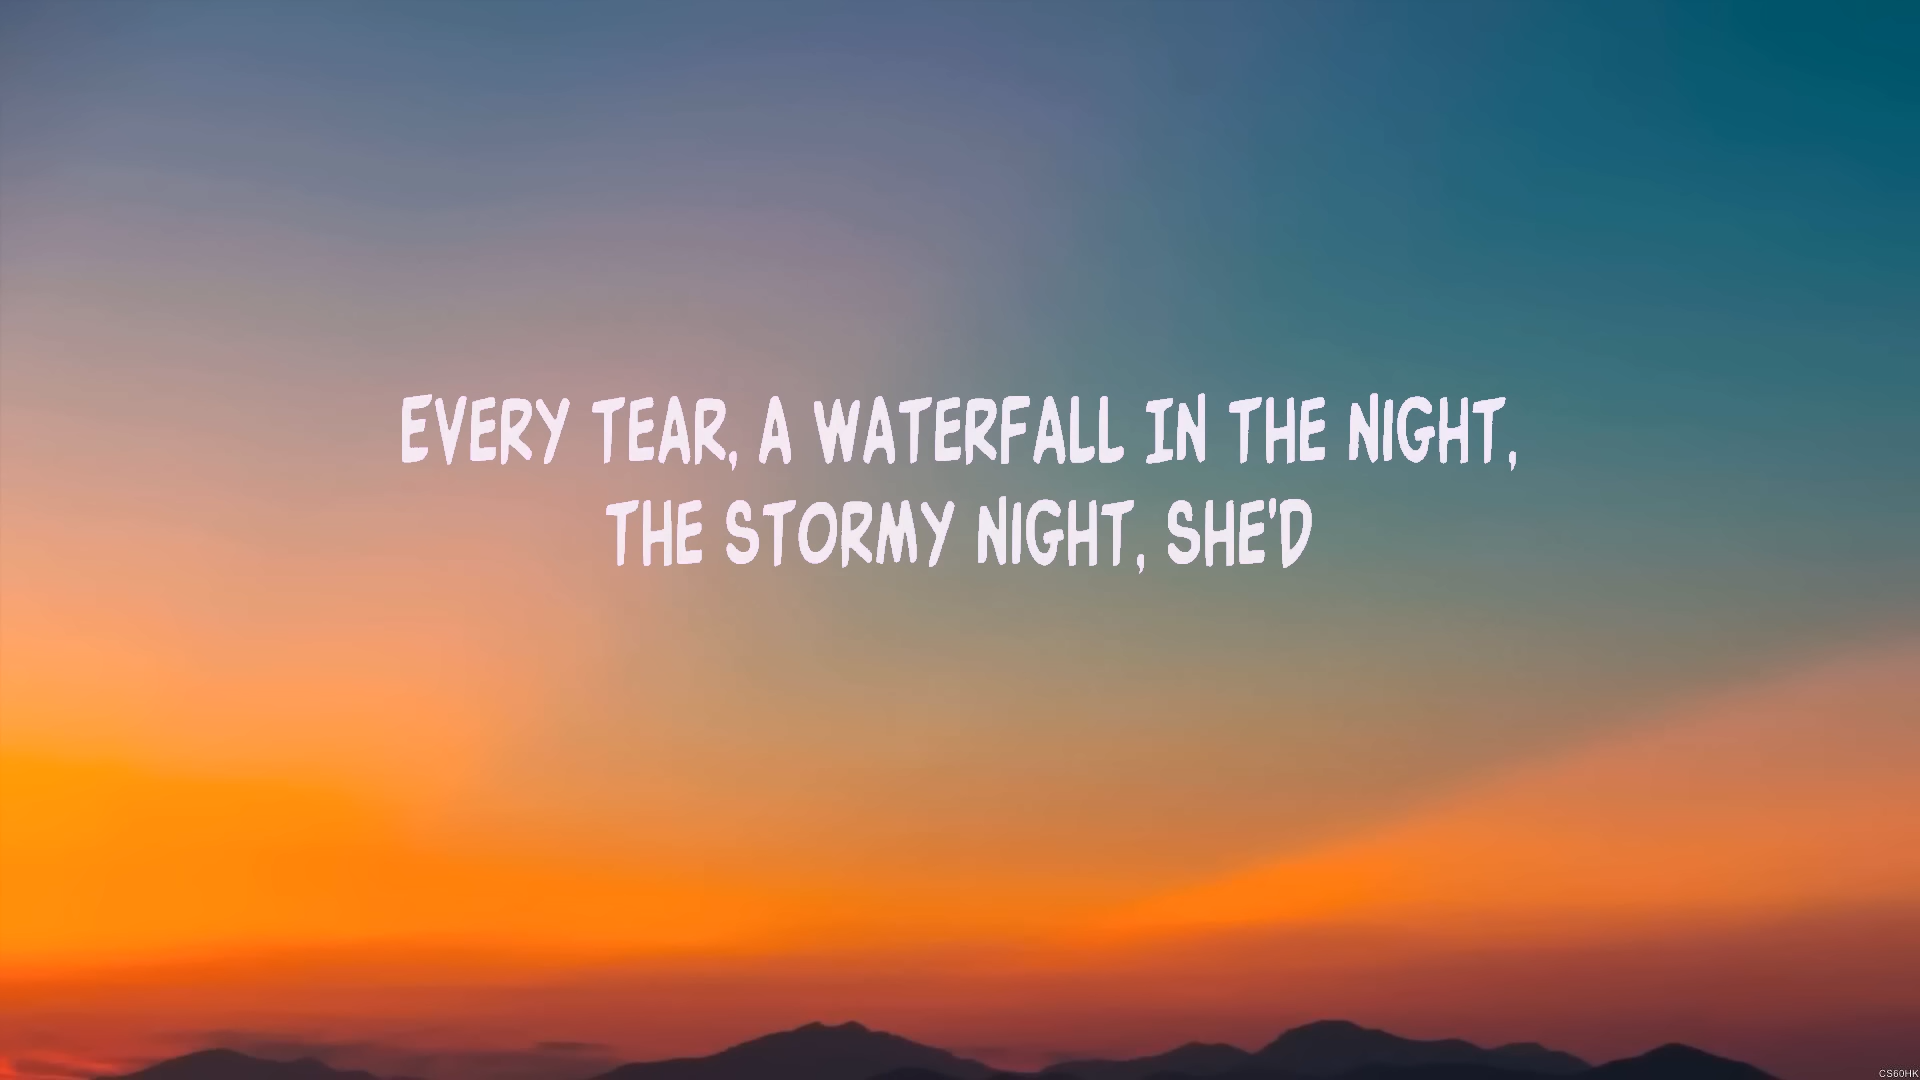 EVERY TEAR, A WATERFALL IN THE NIGHT,
THE STORMY NIGHT, SHE'D
CS60HK